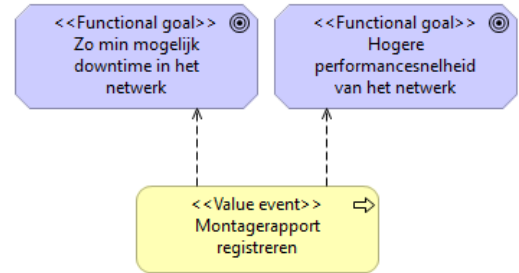 <<Functional goal>>
Zo min mogelijk
downtime in het
netwerk
<<Functional goal>>
Hogere
performancesnelheid
van het netwerk
<<Value event>>
Montagerapport
registreren